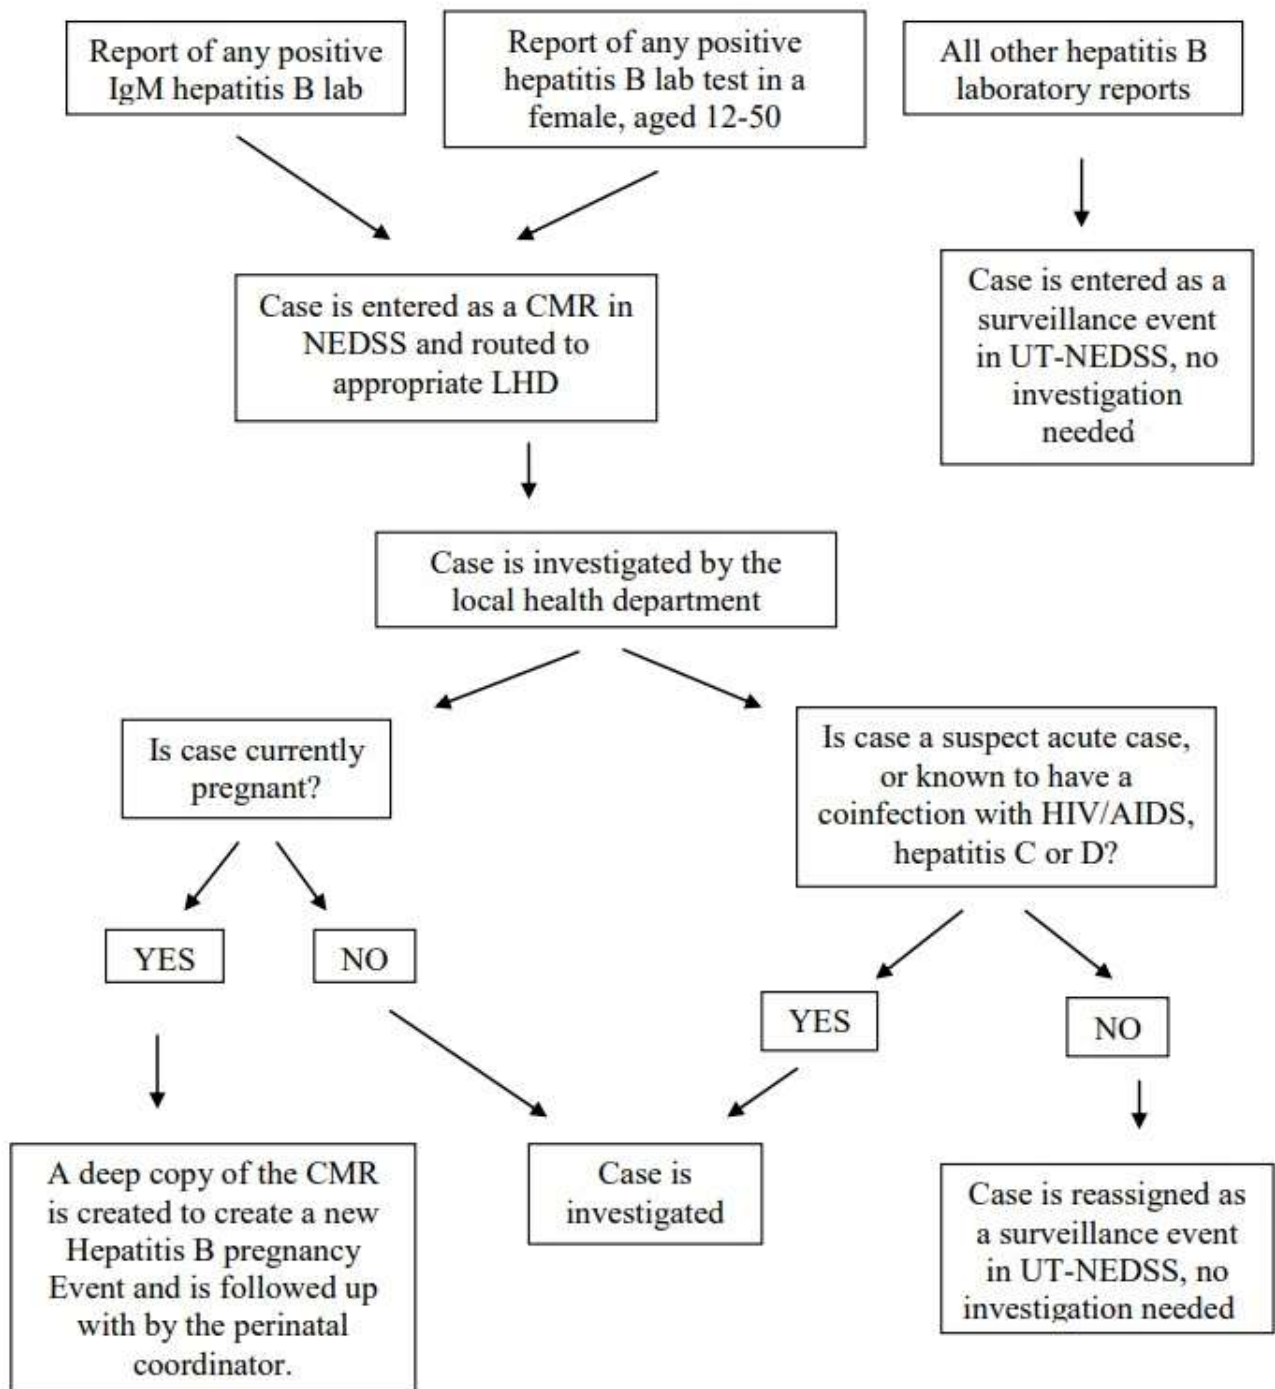 Report of any positive
IgM hepatitis B lab
Report of any positive
hepatitis B lab test in a
female, aged 12-50
All other hepatitis B
laboratory reports
Case is entered as a CMR in
NEDSS and routed to
appropriate LHD
Case is entered as a
surveillance event
in UT-NEDSS, no
investigation
needed
Case is investigated by the
local health department
Is case currently
pregnant?
Is case a suspect acute case,
or known to have a
coinfection with HIV/AIDS,
hepatitis C or D?
YES
NO
YES
NO
A deep copy of the CMR
is created to create a new
Hepatitis B pregnancy
Event and is followed up
with by the perinatal
coordinator.
Case is
investigated
Case is reassigned as
a surveillance event
in UT-NEDSS, no
investigation needed